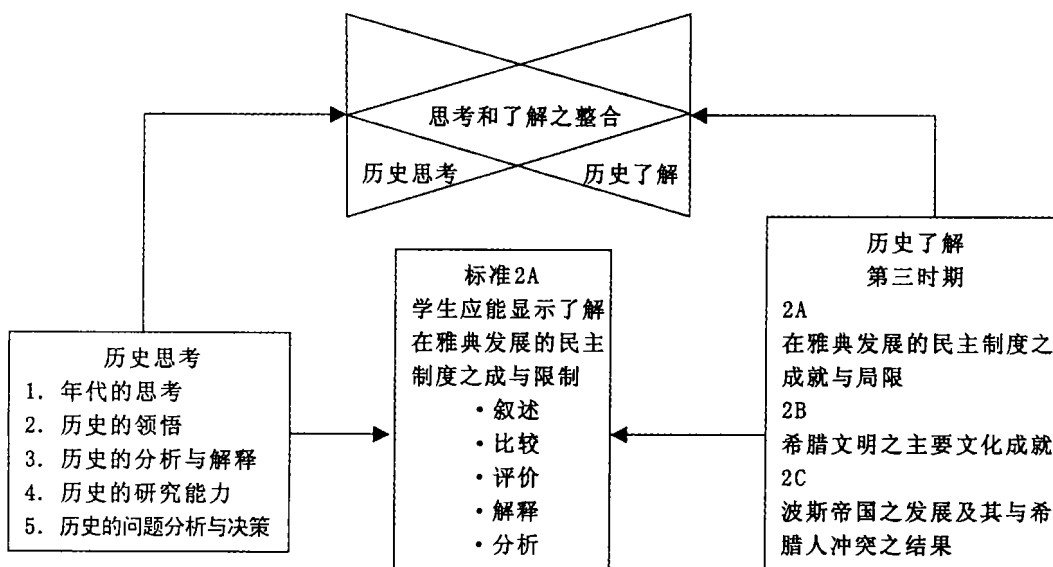 思考和了解之整合
历史思考
历史了解
历史思考
1. 年代的思考
2. 历史的领悟
3. 历史的分析与解释
4. 历史的研究能力
5. 历史的问题分析与决策
标准2A
学生应能显示了解
在雅典发展的民主
制度之成与限制
·叙述
·比较
·评价
·解释
·分析
历史了解
第三时期
2A
在雅典发展的民主制度之
成就与局限
2B
希腊文明之主要文化成就
2C
波斯帝国之发展及其与希
腊人冲突之结果